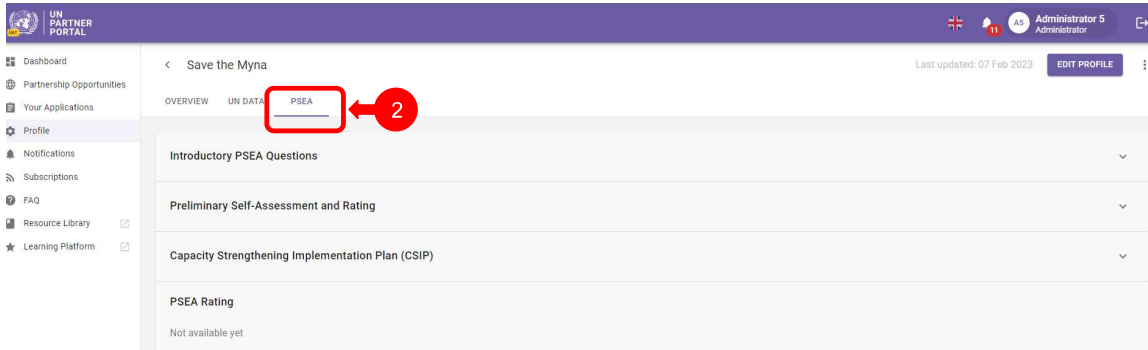 UN
PARTNER
PORTAL
UAT
11
A5
Administrator 5
Administrator
Dashboard
Partnership Opportunities
Your Applications
Profile
Notifications
Subscriptions
FAQ
Resource Library
Learning Platform
< Save the Myna
Last updated: 07 Feb 2023
EDIT PROFILE
OVERVIEW UN DATA PSEA
2
Introductory PSEA Questions
Preliminary Self-Assessment and Rating
Capacity Strengthening Implementation Plan (CSIP)
PSEA Rating
Not available yet